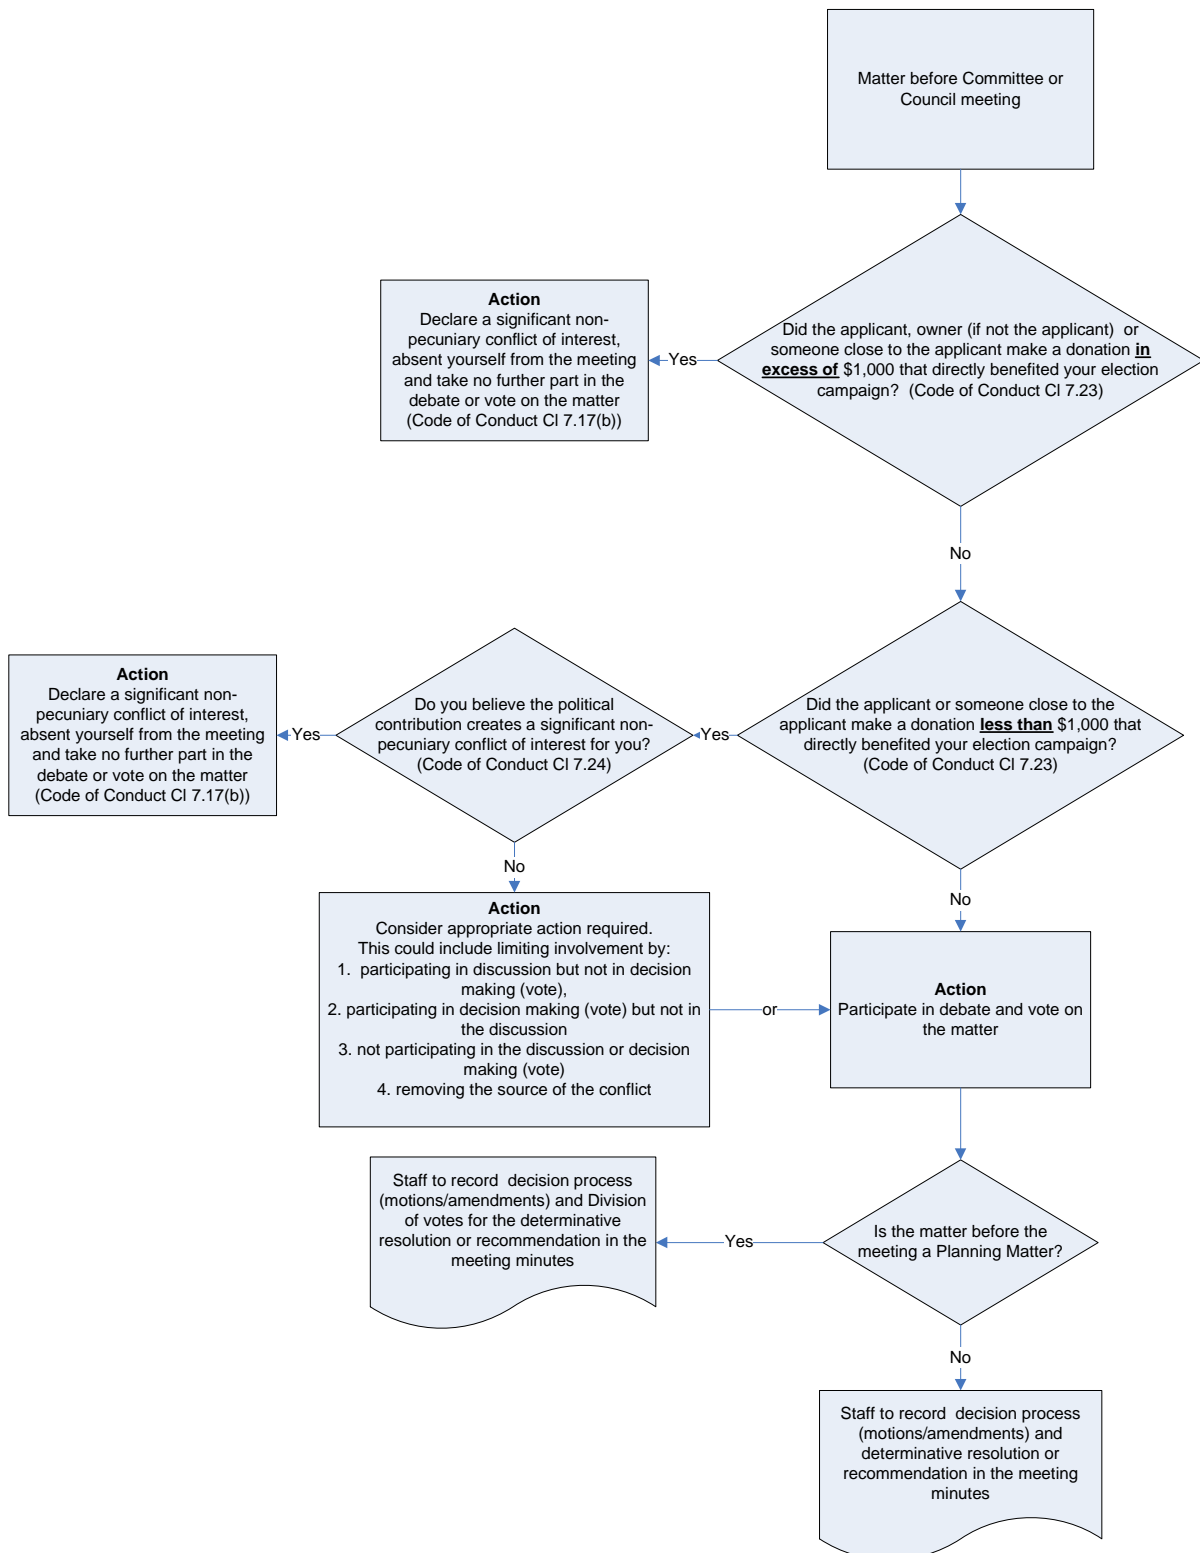 Matter before Committee or
Council meeting
Did the applicant, owner (if not the applicant)  or
someone close to the applicant make a donation in
excess of $1,000 that directly benefited your election
campaign?  (Code of Conduct Cl 7.23)
Yes
Action
Declare a significant non-
pecuniary conflict of interest,
absent yourself from the meeting
and take no further part in the
debate or vote on the matter
(Code of Conduct Cl 7.17(b))
No
Did the applicant or someone close to the
applicant make a donation less than $1,000 that
directly benefited your election campaign?
(Code of Conduct Cl 7.23)
Yes
Do you believe the political
contribution creates a significant non-
pecuniary conflict of interest for you?
(Code of Conduct Cl 7.24)
Yes
Action
Declare a significant non-
pecuniary conflict of interest,
absent yourself from the meeting
and take no further part in the
debate or vote on the matter
(Code of Conduct Cl 7.17(b))
No
Action
Consider appropriate action required.
This could include limiting involvement by:
1.  participating in discussion but not in decision
making (vote),
2. participating in decision making (vote) but not in
the discussion
3. not participating in the discussion or decision
making (vote)
4. removing the source of the conflict
or
No
Action
Participate in debate and vote on
the matter
Is the matter before the
meeting a Planning Matter?
Yes
Staff to record  decision process
(motions/amendments) and Division
of votes for the determinative
resolution or recommendation in the
meeting minutes
No
Staff to record  decision process
(motions/amendments) and
determinative resolution or
recommendation in the meeting
minutes